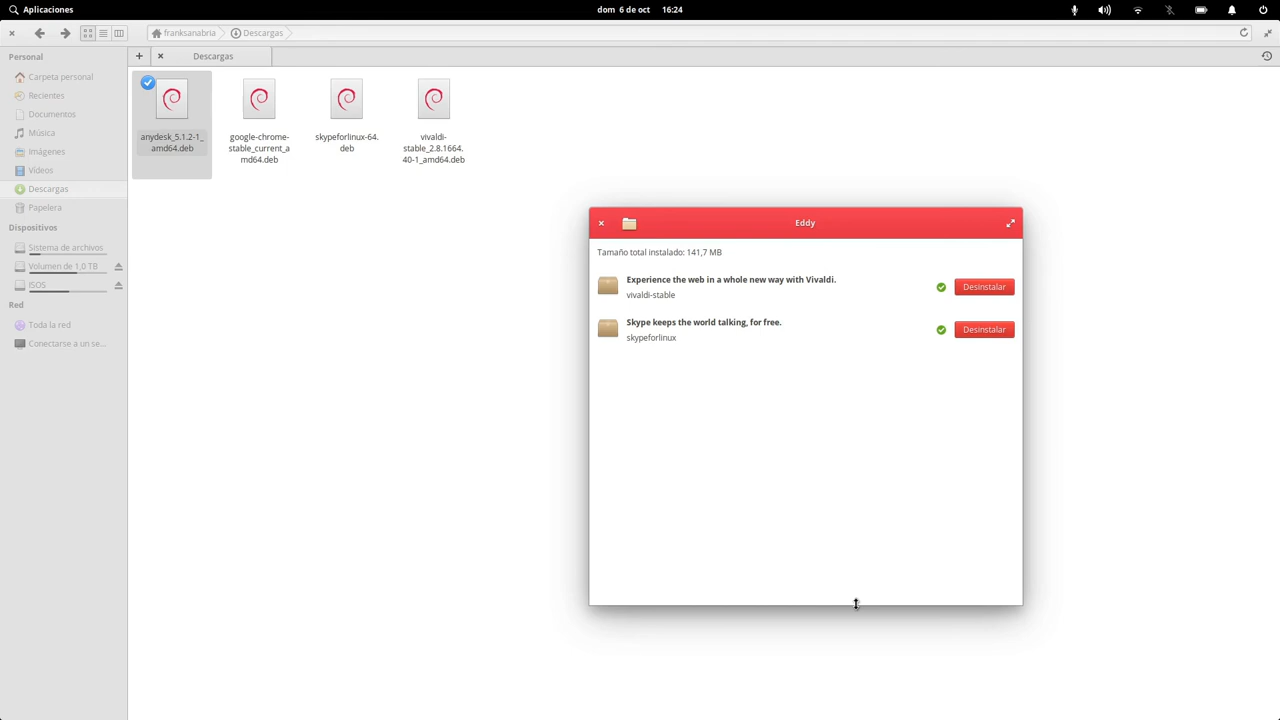 Aplicaciones
dom 6 de oct 16:24
franksanabria
Descargas
Descargas
Personal
Carpeta personal
Recientes
Documentos
Música
Imágenes
Vídeos
Descargas
Papelera
Dispositivos
Sistema de archivos
Volumen de 1,0 TB
ISOS
Red
Toda la red
Conectarse a un se...
anydesk_5.1.2-1_
amd64.deb
google-chrome-
stable_current_a
md64.deb
skypeforlinux-64.
deb
vivaldi-
stable_2.8.1664.
40-1_amd64.deb
Eddy
Tamaño total instalado: 141,7 MB
Experience the web in a whole new way with Vivaldi.
vivaldi-stable
Desinstalar
Skype keeps the world talking, for free.
skypeforlinux
Desinstalar